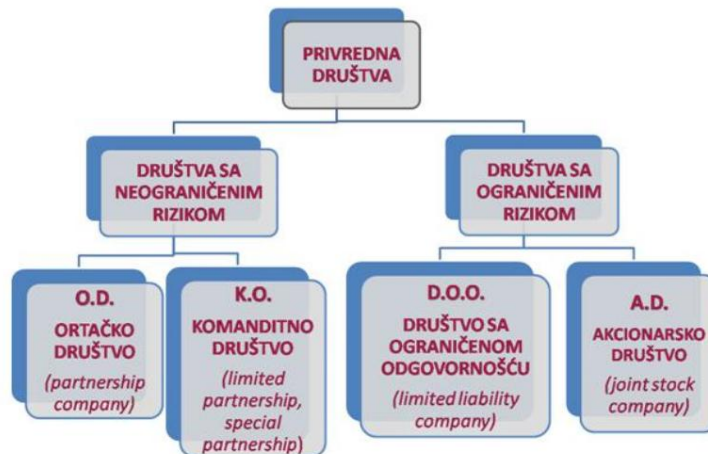 PRIVREDNA
DRUŠTVA
DRUŠTVA SA
NEOGRANIČENIM
RIZIKOM
DRUŠTVA SA
OGRANIČENIM
RIZIKOM
O.D.
ORTAČKO
DRUŠTVO
(partnership
company)
K.O.
KOMANDITNO
DRUŠTVO
(limited
partnership,
special
partnership)
D.O.O.
DRUŠTVO SA
OGRANIČENOM
ODGOVORNOŠĆU
(limited liability
company)
A.D.
AKCIONARSKO
DRUŠTVO
(joint stock
company)